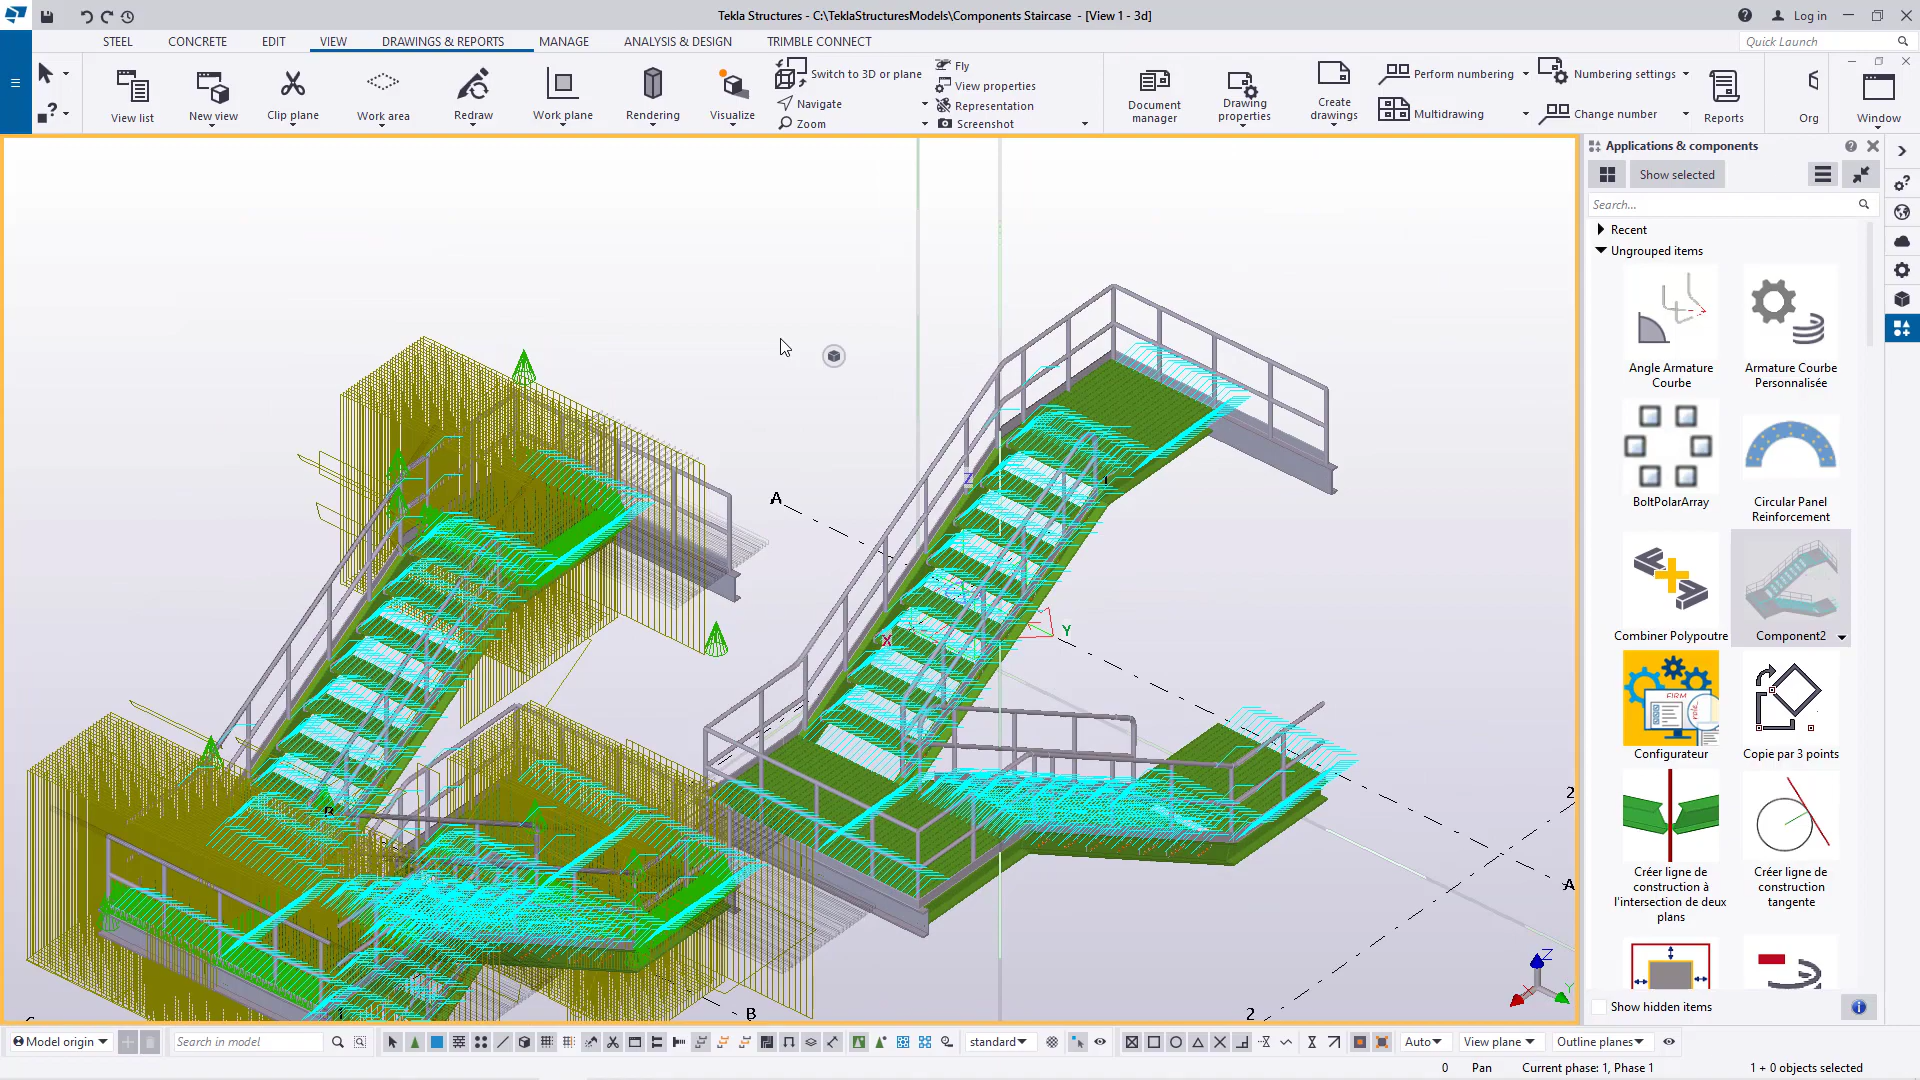 Tekla Structures - C:\TeklaStructuresModels\Components Staircase - [View 1 - 3d]
Log in
STEEL CONCRETE EDIT VIEW DRAWINGS & REPORTS MANAGE ANALYSIS & DESIGN TRIMBLE CONNECT
Quick Launch
View list
New view
Clip plane
Work area
Redraw
Work plane
Rendering
Visualize
Switch to 3D or plane
Navigate
Zoom
Fly
View properties
Representation
Screenshot
Document
manager
Drawing
properties
Create
drawings
Perform numbering
Multidrawing
Numbering settings
Change number
Reports
Org
Window
Applications & components
Show selected
Search...
Recent
Ungrouped items
Angle Armature
Courbe
Armature Courbe
Personnalisée
BoltPolarArray
Circular Panel
Reinforcement
Combiner Polypoutre
Component2
FIRM
Configurateur
Copie par 3 points
Créer ligne de
construction à
l'intersection de deux
plans
Créer ligne de
construction
tangente
Show hidden items
A
Z
X
Y
2
A
B
B
2
Z
Y
X
Model origin
Search in model
standard
Auto
View plane
Outline planes
0
Pan
Current phase: 1, Phase 1
1 + 0 objects selected